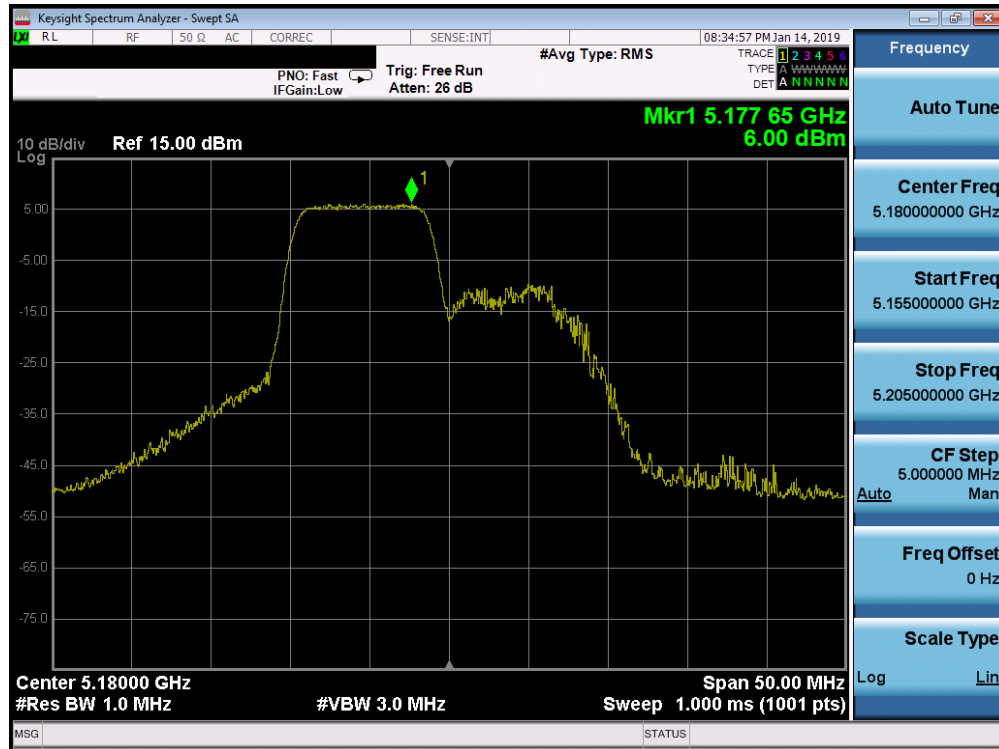 Keysight Spectrum Analyzer - Swept SA
LXI RL RF 50 Ω AC CORREC SENSE:INT 08:34:57 PM Jan 14, 2019
#Avg Type: RMS TRACE 1 2 3 4 5 6
PNO: Fast Trig: Free Run TYPE A WWWWW
IFGain:Low Atten: 26 dB DET A N N N N N
Mkr1 5.177 65 GHz
6.00 dBm
10 dB/div Ref 15.00 dBm
Log
1
5.00
-5.00
-15.0
-25.0
-35.0
-45.0
-55.0
-65.0
-75.0
Center 5.18000 GHz Span 50.00 MHz
#Res BW 1.0 MHz #VBW 3.0 MHz Sweep 1.000 ms (1001 pts)
MSG STATUS
Frequency
Auto Tune
Center Freq
5.180000000 GHz
Start Freq
5.155000000 GHz
Stop Freq
5.205000000 GHz
CF Step
5.000000 MHz
Auto Man
Freq Offset
0 Hz
Scale Type
Log Lin